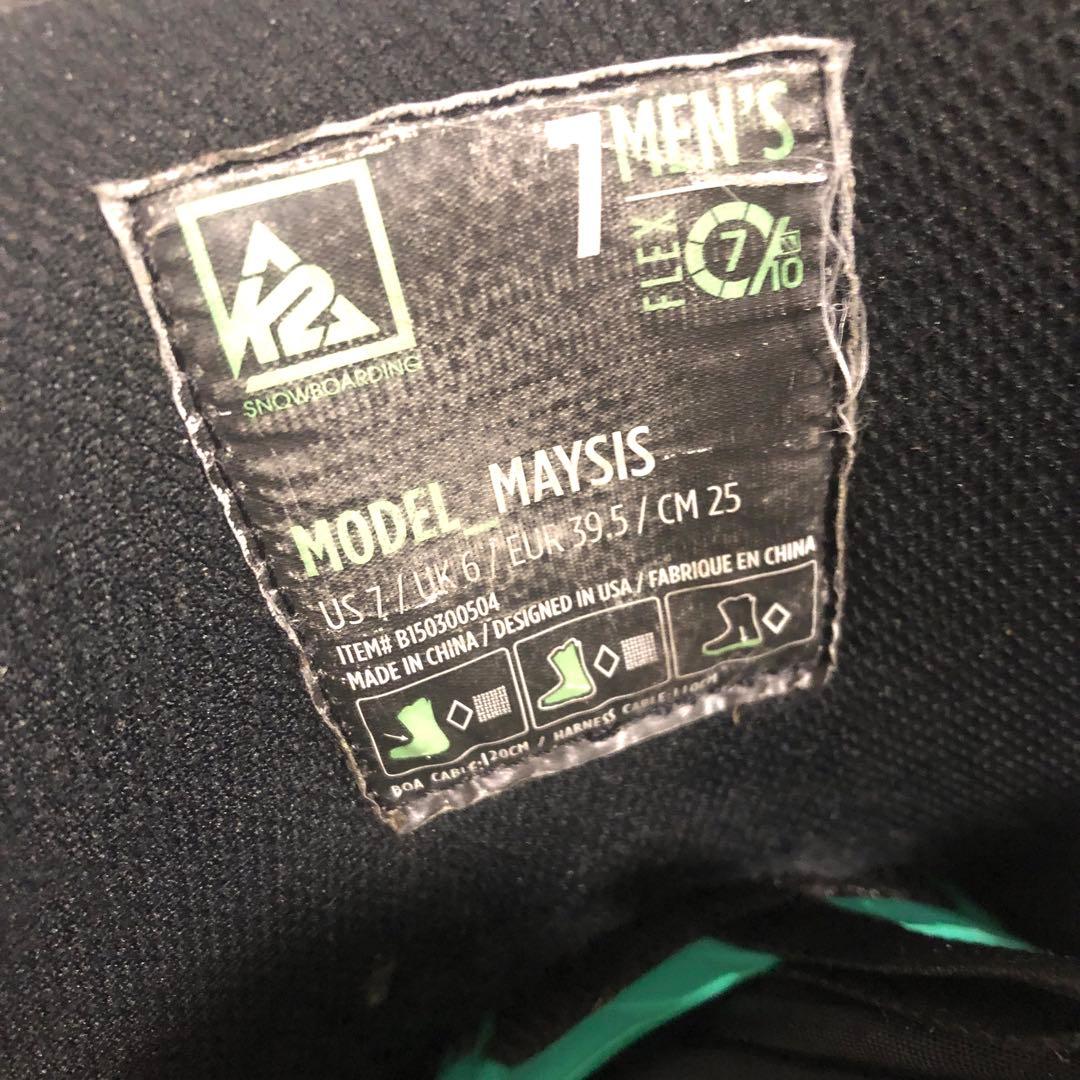 K2
SNOWBOARDING
7 MEN'S
FLEX 7/10
MODEL_MAYSIS
US 7 / UK 6 / EUR 39.5 / CM 25
ITEM# B150300504
MADE IN CHINA / DESIGNED IN USA / FABRIQUE EN CHINA
BOA CABLE:120CM / HARNESS CABLE